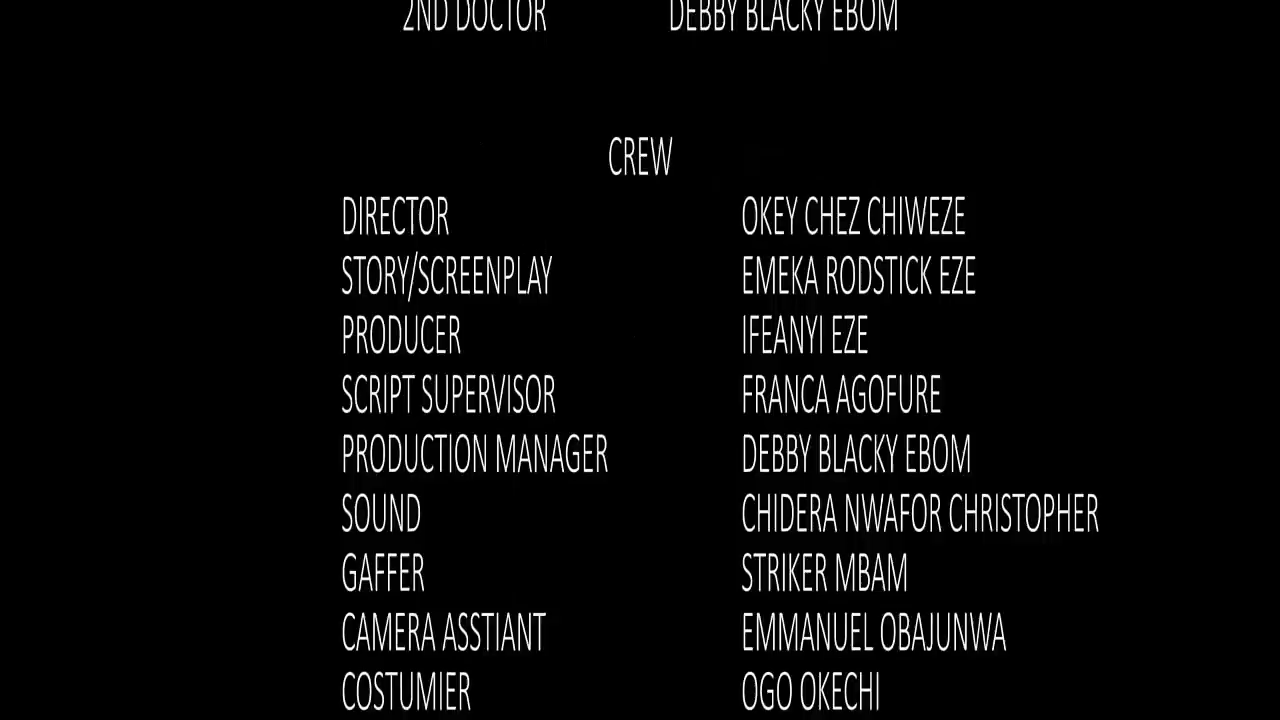 2ND DOCTOR DEBBY BLACKY EBOM
CREW
DIRECTOR OKEY CHEZ CHIWEZE
STORY/SCREENPLAY EMEKA RODSTICK EZE
PRODUCER IFEANYI EZE
SCRIPT SUPERVISOR FRANCA AGOFURE
PRODUCTION MANAGER DEBBY BLACKY EBOM
SOUND CHIDERA NWAFOR CHRISTOPHER
GAFFER STRIKER MBAM
CAMERA ASSTIANT EMMANUEL OBAJUNWA
COSTUMIER OGO OKECHI